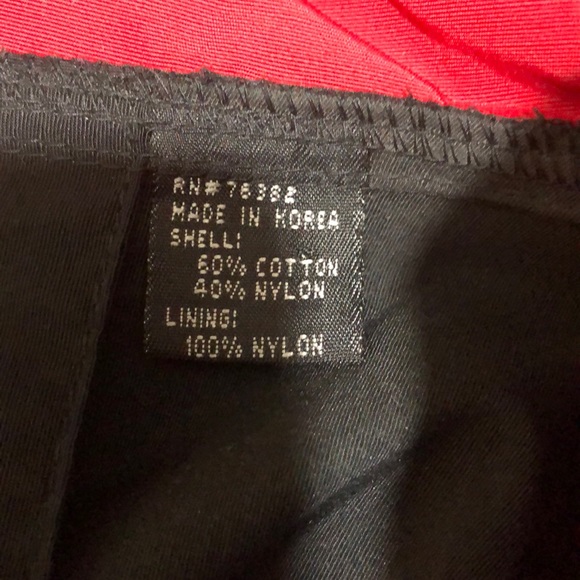 RN# 76382
MADE IN KOREA
SHELL:
60% COTTON
40% NYLON
LINING:
100% NYLON